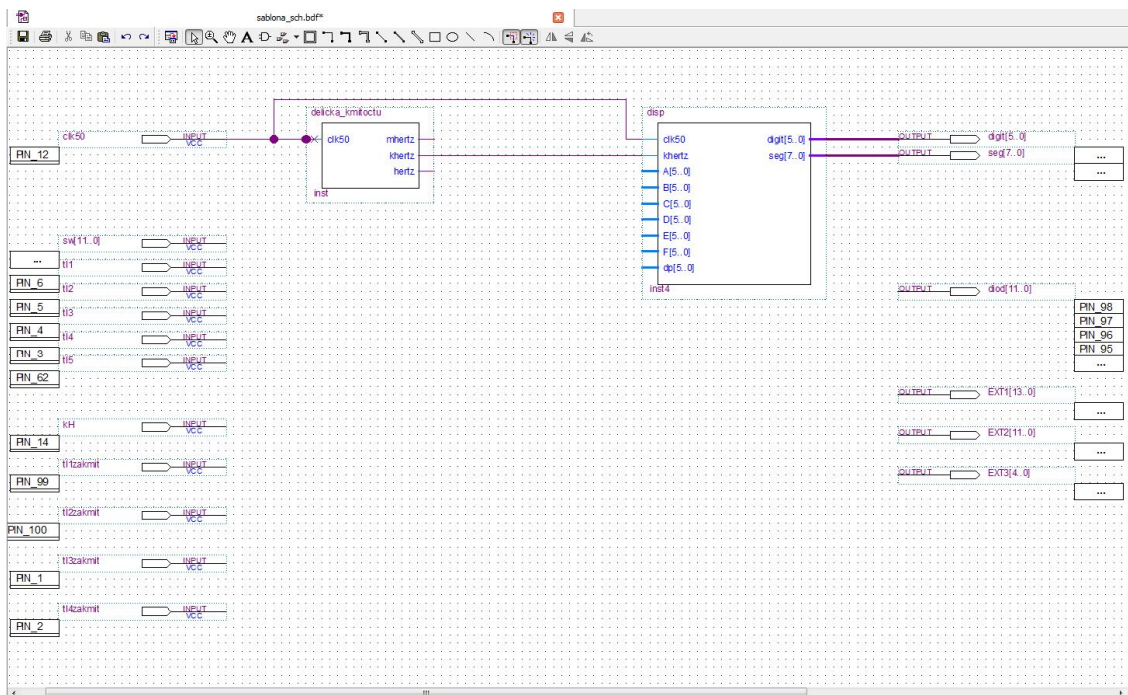 sablona_sch.bdf*
delicka_kmitoctu
disp
clk50
INPUT
VCC
clk50
mhertz
khertz
hertz
inst
clk50
khertz
A[5..0]
B[5..0]
C[5..0]
D[5..0]
E[5..0]
F[5..0]
dp[5..0]
digit[5..0]
seg[7..0]
inst4
OUTPUT
digit[5..0]
OUTPUT
seg[7..0]
...
...
PIN_12
sw[11..0]
INPUT
VCC
...
tl1
INPUT
VCC
PIN_6
tl2
INPUT
VCC
PIN_5
tl3
INPUT
VCC
PIN_4
tl4
INPUT
VCC
PIN_3
tl5
INPUT
VCC
PIN_62
OUTPUT
diod[11..0]
PIN_98
PIN_97
PIN_96
PIN_95
...
OUTPUT
EXT1[13..0]
...
kH
INPUT
VCC
PIN_14
OUTPUT
EXT2[11..0]
...
tl1zakmit
INPUT
VCC
PIN_99
OUTPUT
EXT3[4..0]
...
tl2zakmit
INPUT
VCC
PIN_100
tl3zakmit
INPUT
VCC
PIN_1
tl4zakmit
INPUT
VCC
PIN_2